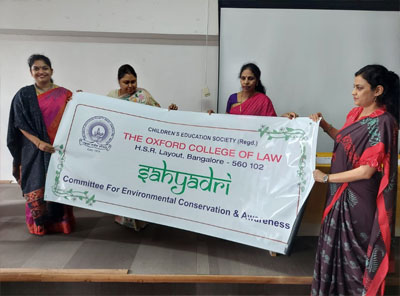 CHILDREN'S EDUCATION SOCIETY (Regd.)
THE OXFORD COLLEGE OF LAW
H.S.R. Layout, Bangalore - 560 102
Sahyadri
Committee For Environmental Conservation & Awareness